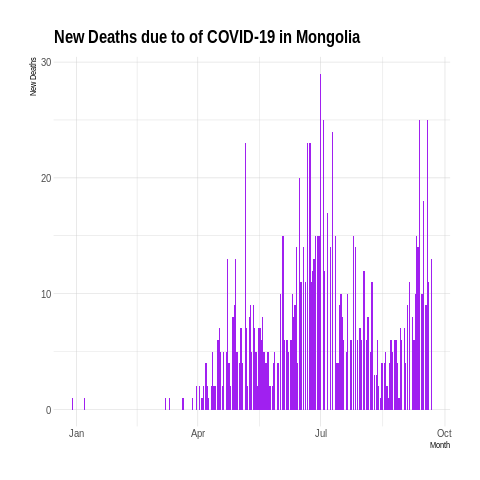 New Deaths due to of COVID-19 in Mongolia
New Deaths
30
20
10
0
Jan Apr Jul Oct
Month